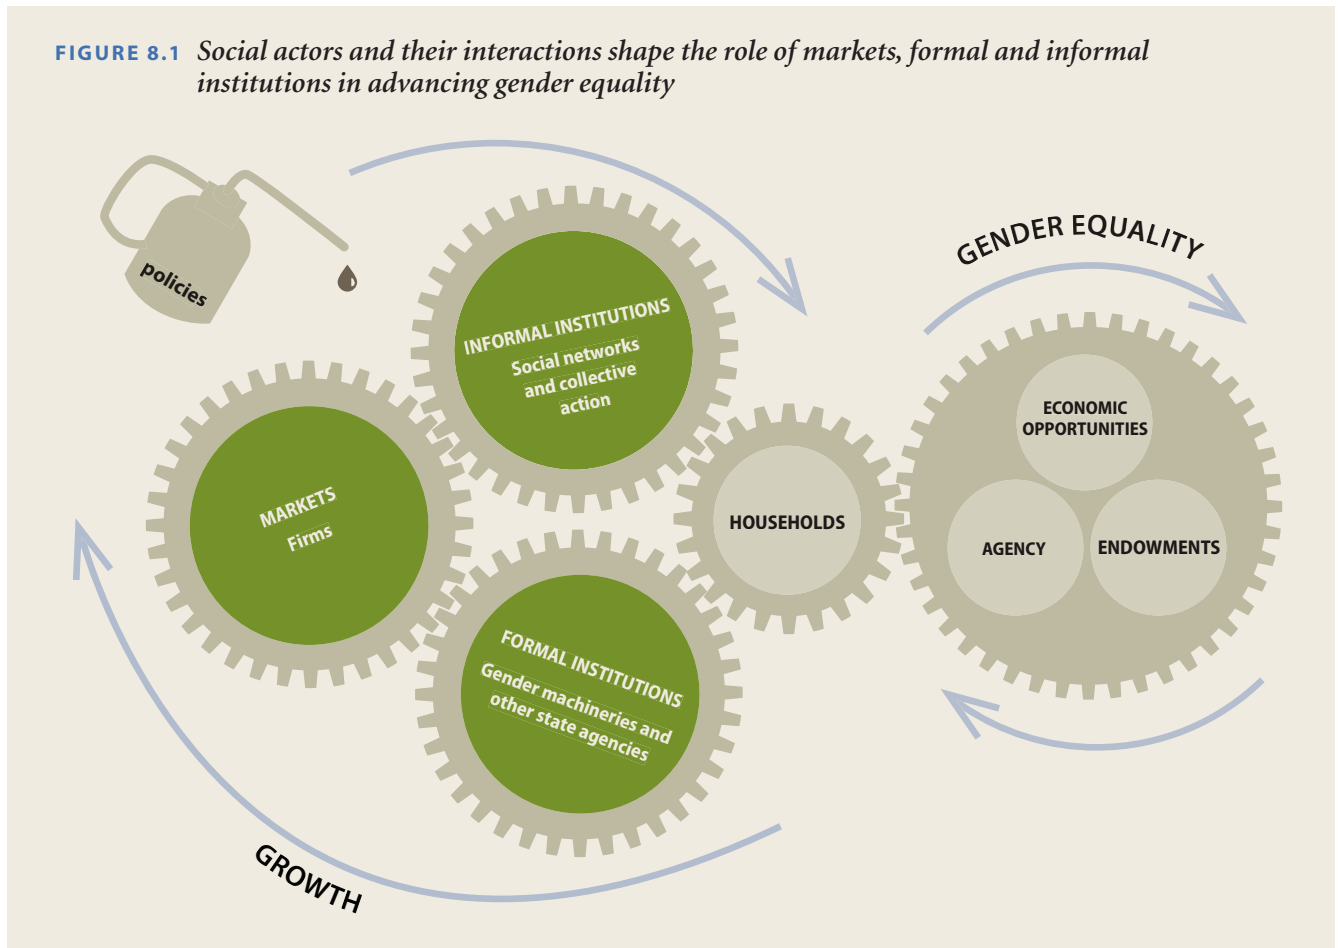 FIGURE 8.1 Social actors and their interactions shape the role of markets, formal and informal
institutions in advancing gender equality
policies
INFORMAL INSTITUTIONS
Social networks
and collective
action
GENDER EQUALITY
ECONOMIC
OPPORTUNITIES
AGENCY
ENDOWMENTS
HOUSEHOLDS
MARKETS
Firms
FORMAL INSTITUTIONS
Gender machineries and
other state agencies
GROWTH